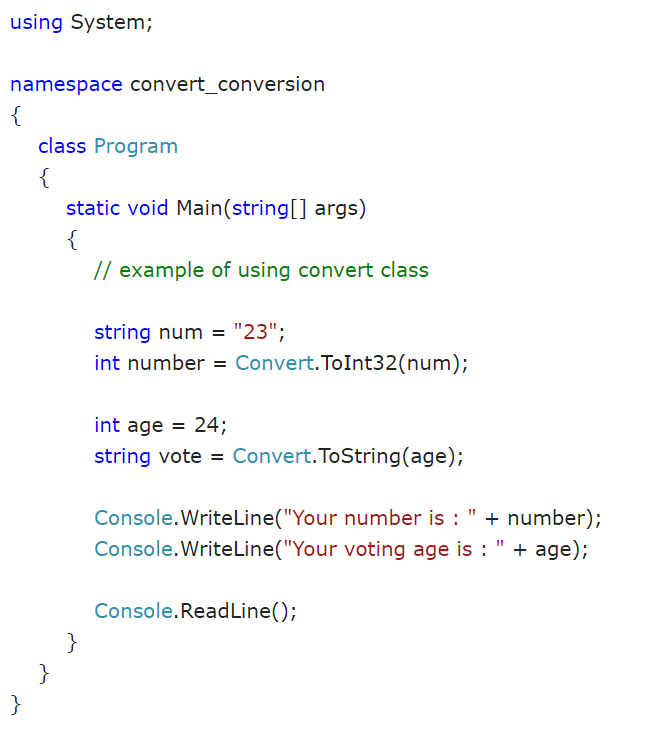 using System;
namespace convert_conversion
{
class Program
{
static void Main(string[] args)
{
// example of using convert class
string num = "23";
int number = Convert.ToInt32(num);
int age = 24;
string vote = Convert.ToString(age);
Console.WriteLine("Your number is : " + number);
Console.WriteLine("Your voting age is : " + age);
Console.ReadLine();
}
}
}